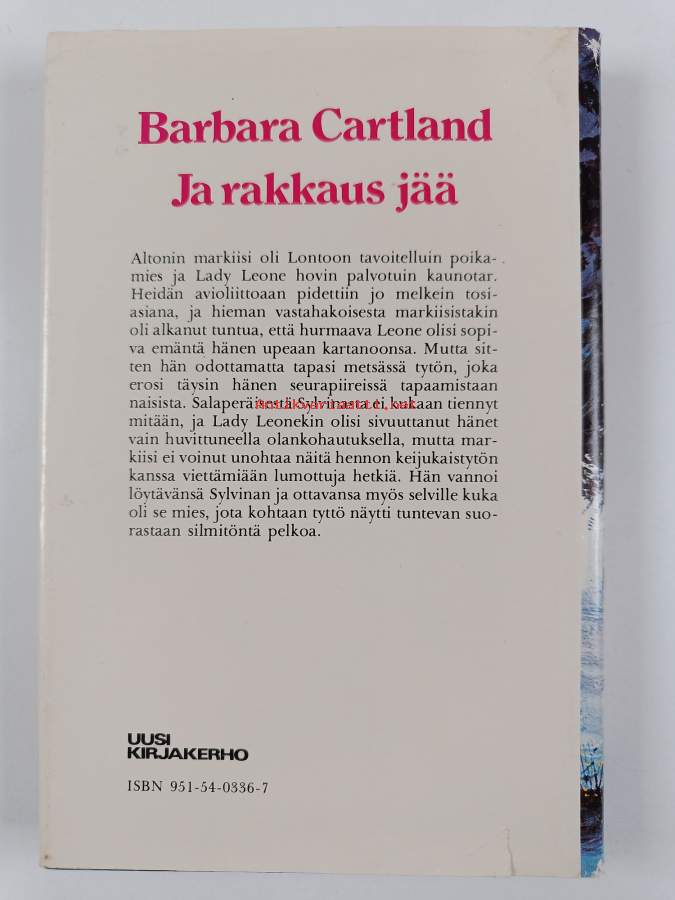 Barbara Cartland
Ja rakkaus jää
Altonin markiisi oli Lontoon tavoitelluin poika-
mies ja Lady Leone hovin palvotuin kaunotar.
Heidän avioliittoaan pidettiin jo melkein tosi-
asiana, ja hieman vastahakoisesta markiisistakin
oli alkanut tuntua, että hurmaava Leone olisi sopi-
va emäntä hänen upeaan kartanoonsa. Mutta sit-
ten hän odottamatta tapasi metsässä tytön, joka
erosi täysin hänen seurapiireissä tapaamistaan
naisista. Salaperäisestä Sylvinasta ei kukaan tiennyt
antikvariaatti.net
mitään, ja Lady Leonekin olisi sivuuttanut hänet
vain huvittuneella olankohautuksella, mutta mar-
kiisi ei voinut unohtaa näitä hennon keijukaistytön
kanssa viettämiään lumottuja hetkiä. Hän vannoi
löytävänsä Sylvinan ja ottavansa myös selville kuka
oli se mies, jota kohtaan tyttö näytti tuntevan suo-
rastaan silmitöntä pelkoa.
UUSI
KIRJAKERHO
ISBN 951-54-0336-7